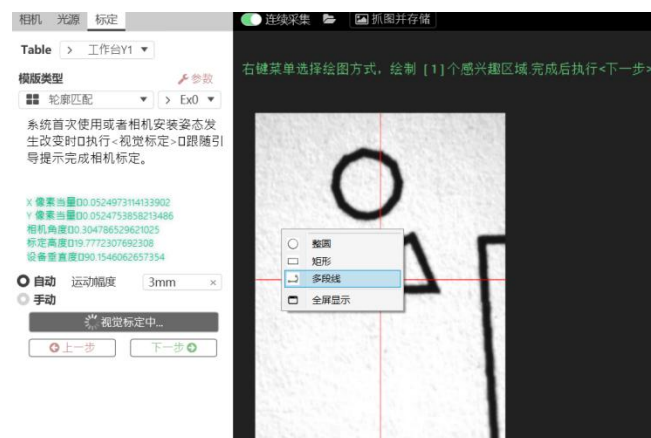 相机 光源 标定
连续采集 抓图并存储
Table > 工作台Y1
右键菜单选择绘图方式，绘制 [1]个感兴趣区域.完成后执行<下一步>
模版类型 参数
轮廓匹配 > Ex0
系统首次使用或者相机安装姿态发
生改变时▯执行<视觉标定>▯跟随引
导提示完成相机标定。
X 像素当量▯0.0524973114133902
Y 像素当量▯0.0524753858213486
相机角度▯0.304786529621025
标定高度▯19.7772307692308
设备垂直度▯90.1546062657354
整圆
矩形
多段线
全屏显示
自动 运动幅度 3mm ×
手动
视觉标定中...
上一步 下一步